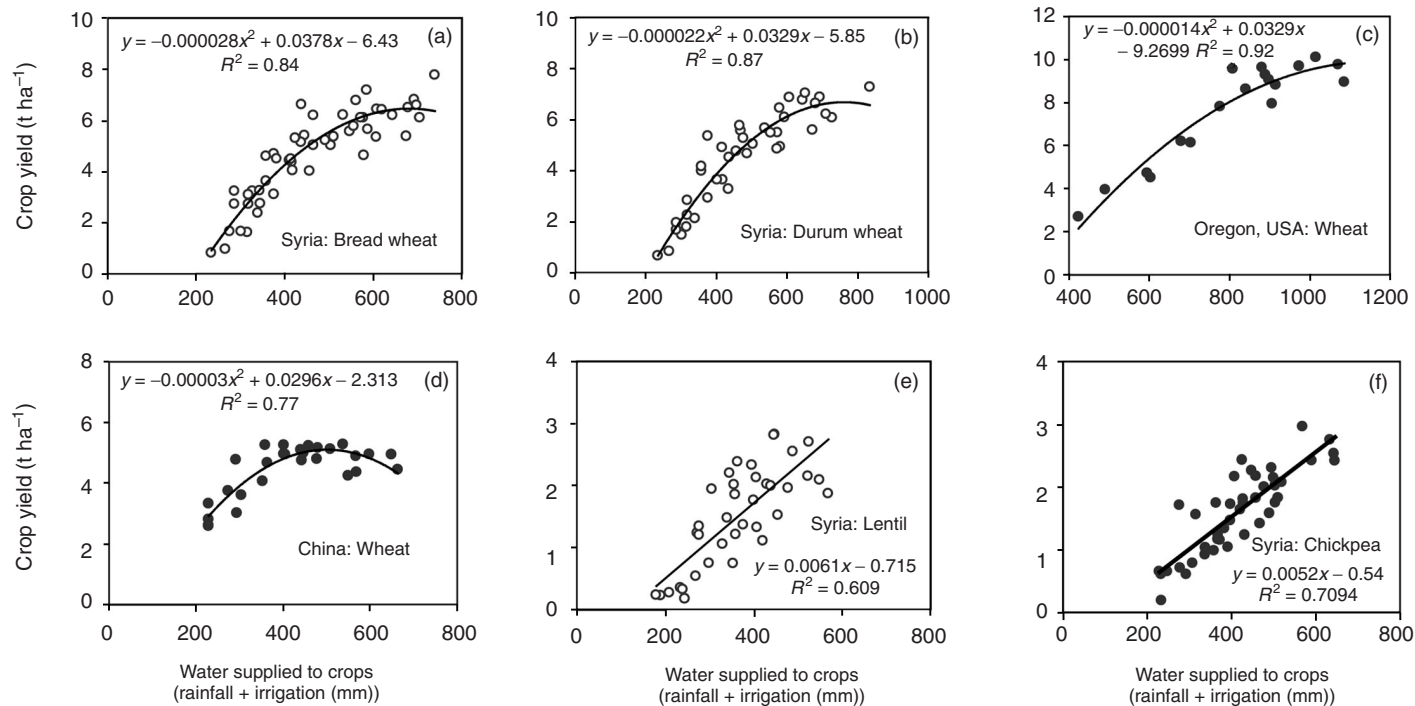 Crop yield (t ha⁻¹)
10
8
6
4
2
0
0
200
400
600
800
y = –0.000028x² + 0.0378x – 6.43
R² = 0.84
(a)
Syria: Bread wheat
10
8
6
4
2
0
0
200
400
600
800
1000
y = –0.000022x² + 0.0329x – 5.85
R² = 0.87
(b)
Syria: Durum wheat
12
10
8
6
4
2
0
400
600
800
1000
1200
y = –0.000014x² + 0.0329x
– 9.2699 R² = 0.92
(c)
Oregon, USA: Wheat
Crop yield (t ha⁻¹)
8
6
4
2
0
0
200
400
600
800
y = –0.00003x² + 0.0296x – 2.313
R² = 0.77
(d)
China: Wheat
Water supplied to crops
(rainfall + irrigation (mm))
4
3
2
1
0
0
200
400
600
800
(e)
Syria: Lentil
y = 0.0061x – 0.715
R² = 0.609
Water supplied to crops
(rainfall + irrigation (mm))
4
3
2
1
0
0
200
400
600
800
(f)
Syria: Chickpea
y = 0.0052x – 0.54
R² = 0.7094
Water supplied to crops
(rainfall + irrigation (mm))